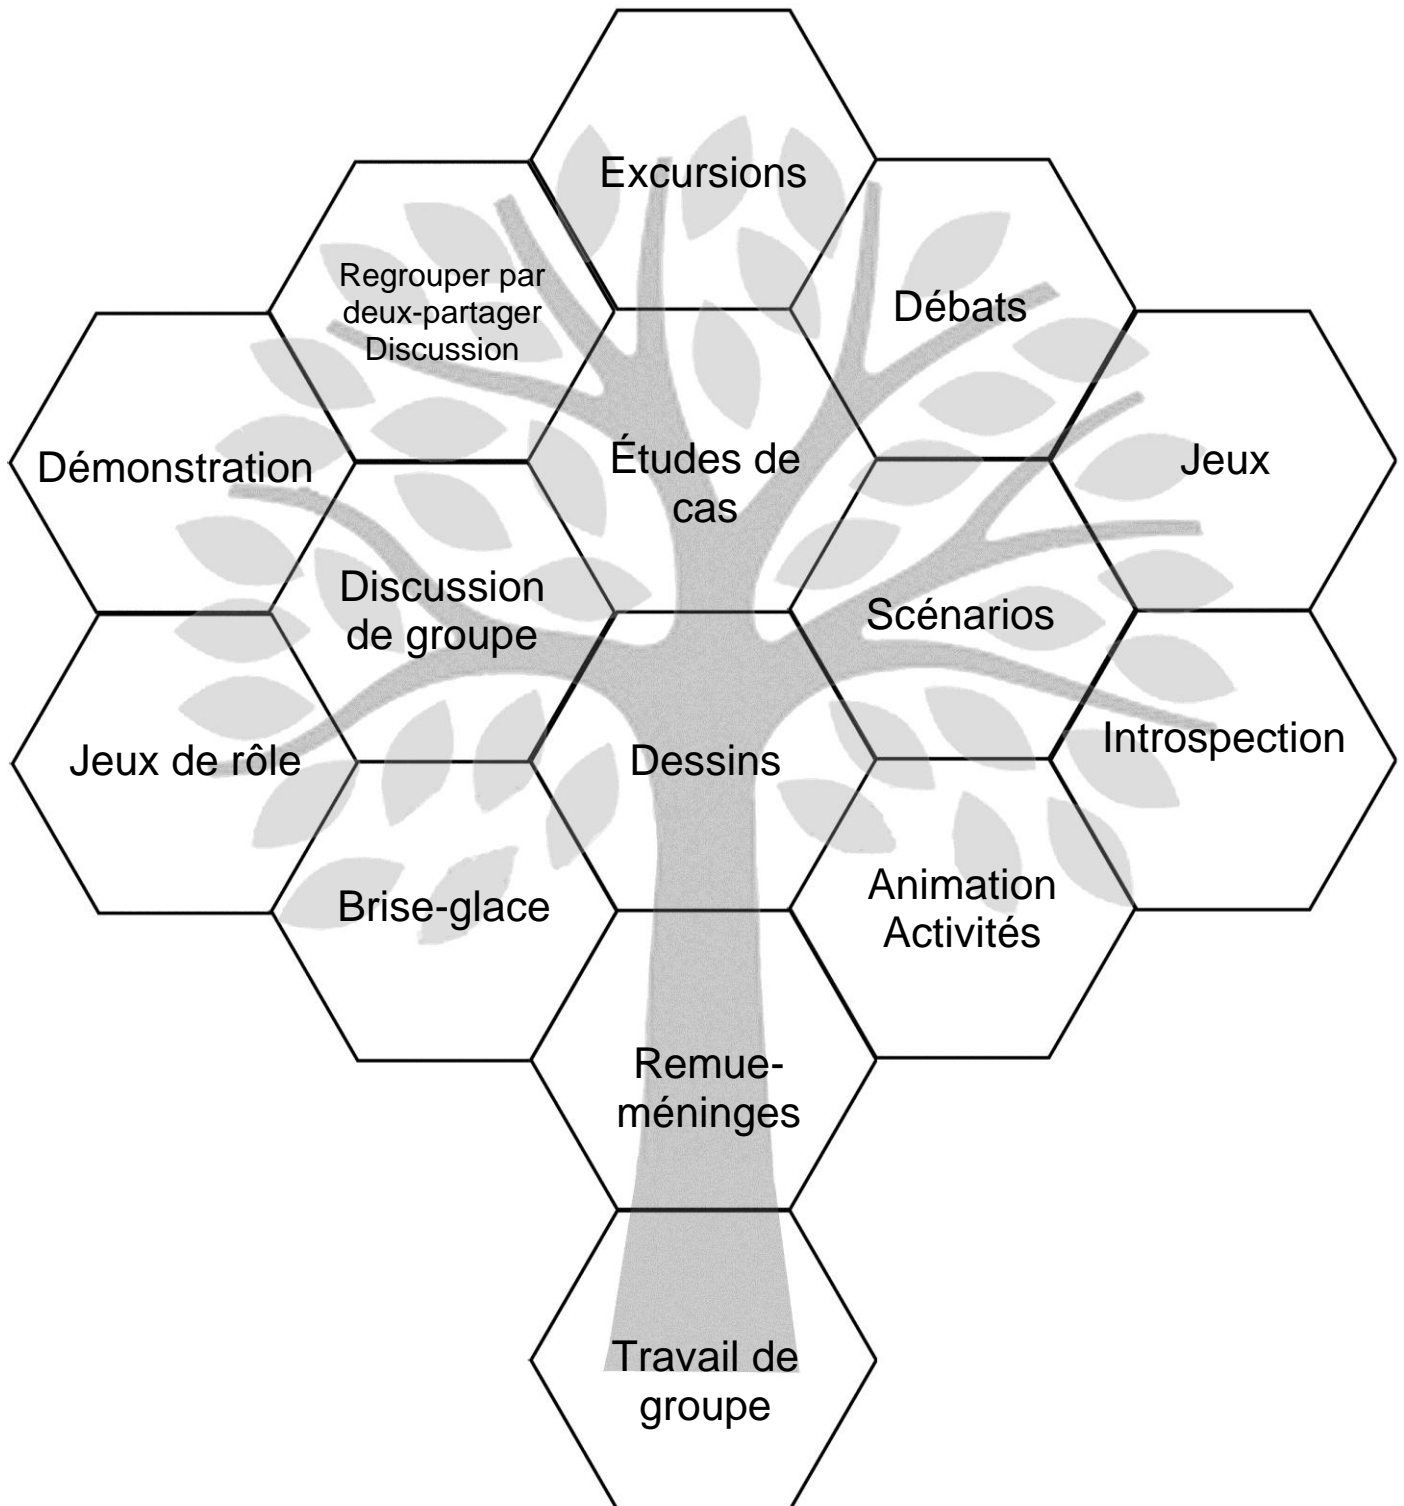 Excursions
Regrouper par
deux-partager
Discussion
Débats
Démonstration
Études de
cas
Jeux
Discussion
de groupe
Scénarios
Jeux de rôle
Dessins
Introspection
Brise-glace
Animation
Activités
Remue-
méninges
Travail de
groupe